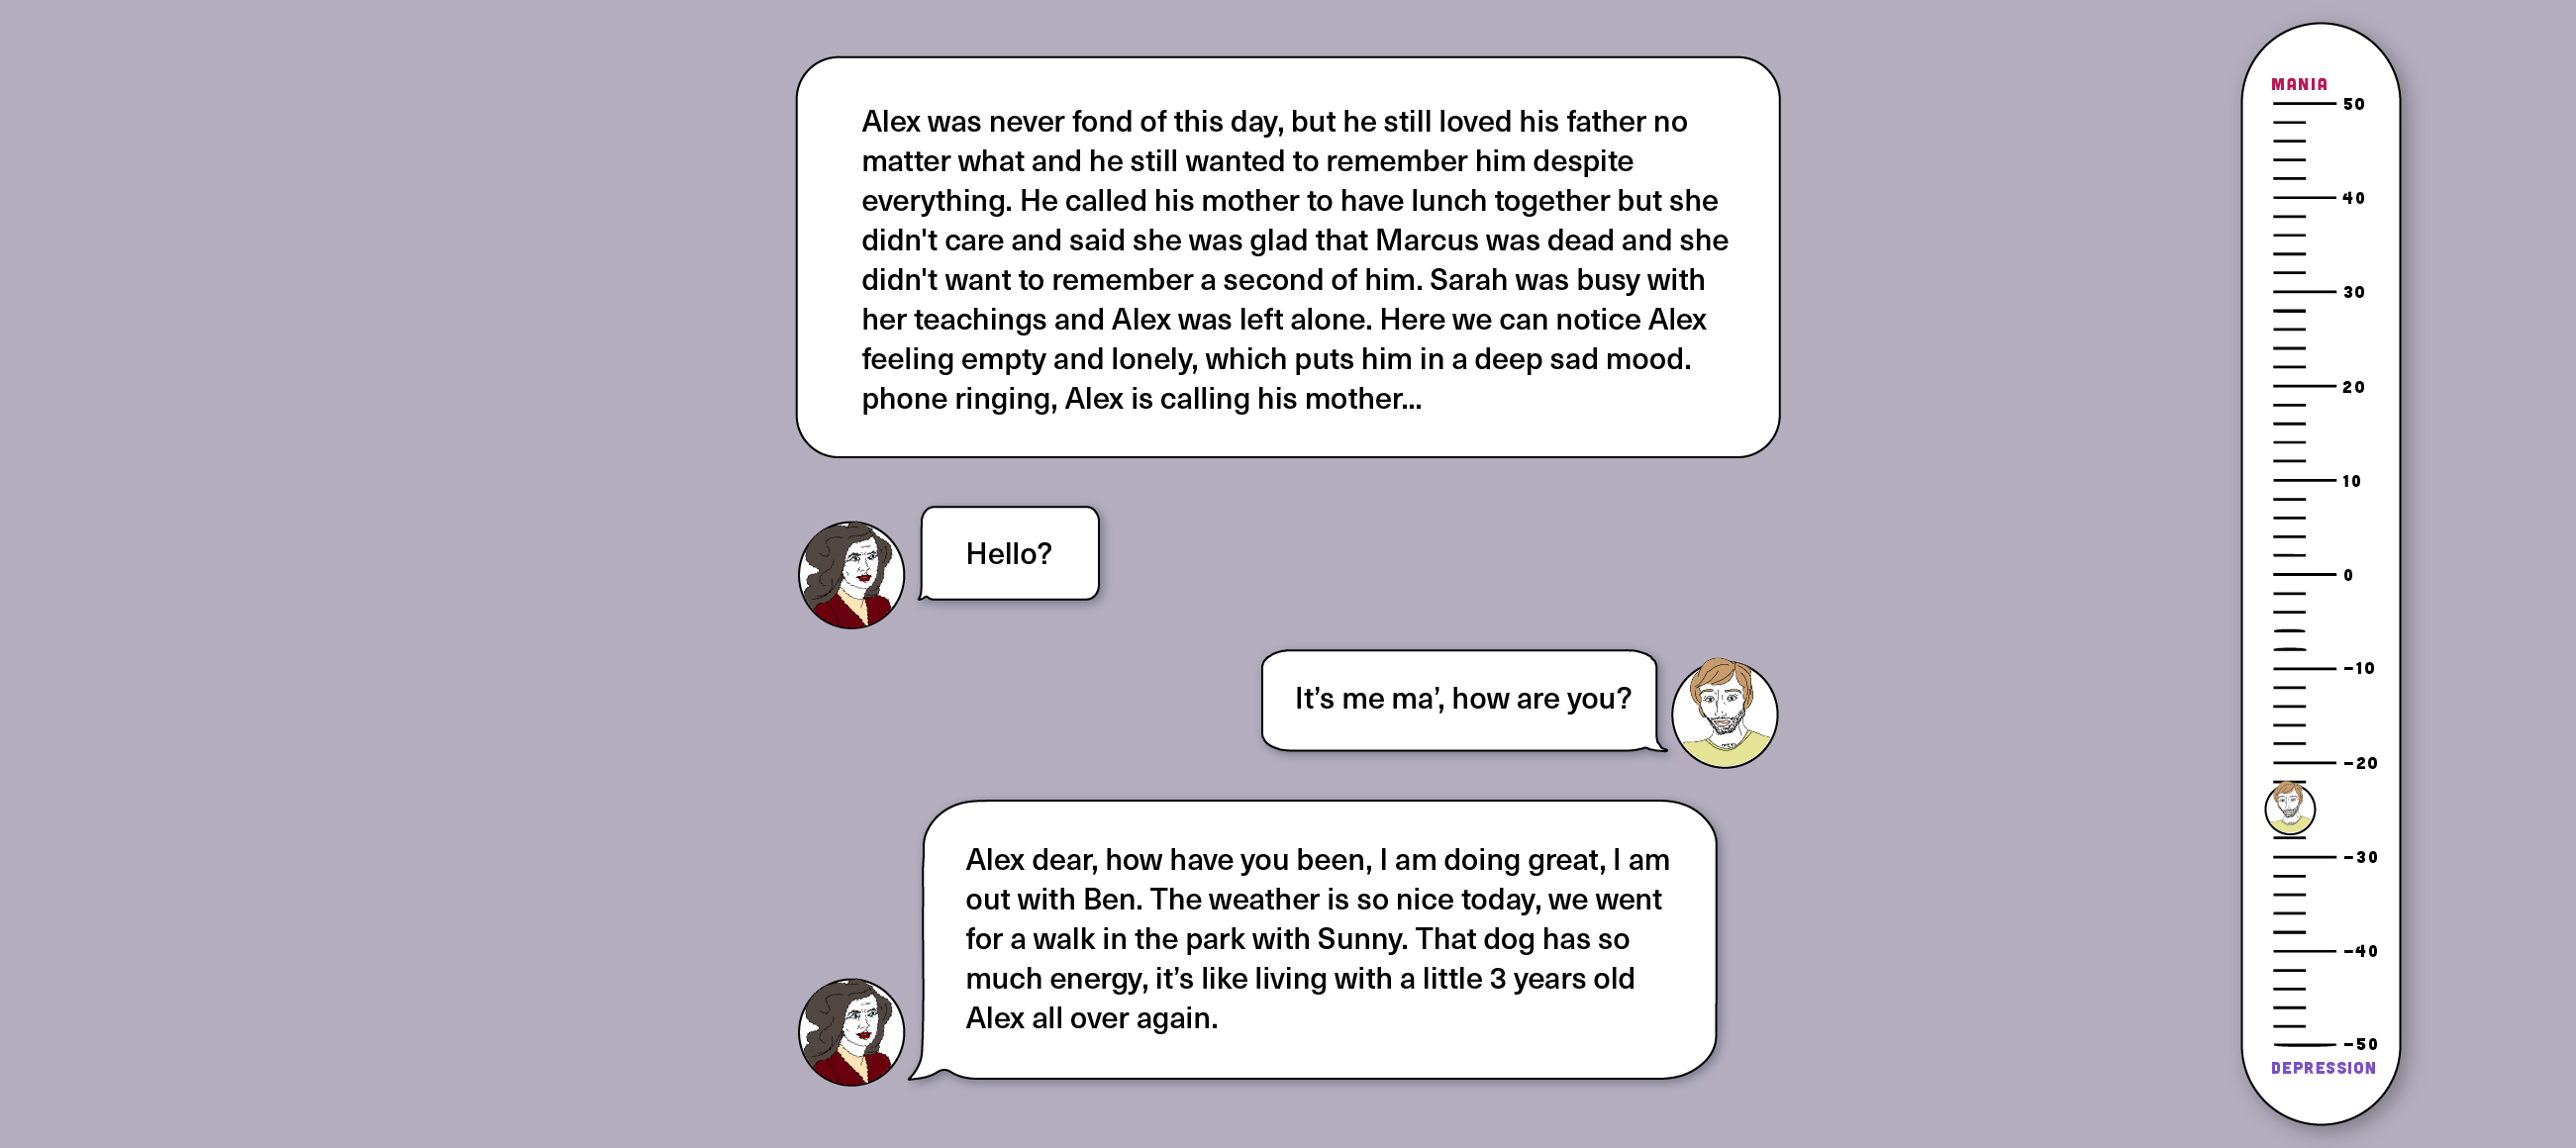 Alex was never fond of this day, but he still loved his father no
matter what and he still wanted to remember him despite
everything. He called his mother to have lunch together but she
didn't care and said she was glad that Marcus was dead and she
didn't want to remember a second of him. Sarah was busy with
her teachings and Alex was left alone. Here we can notice Alex
feeling empty and lonely, which puts him in a deep sad mood.
phone ringing, Alex is calling his mother...
Hello?
It’s me ma’, how are you?
Alex dear, how have you been, I am doing great, I am
out with Ben. The weather is so nice today, we went
for a walk in the park with Sunny. That dog has so
much energy, it’s like living with a little 3 years old
Alex all over again.
MANIA
50
40
30
20
10
0
-10
-20
-30
-40
-50
DEPRESSION